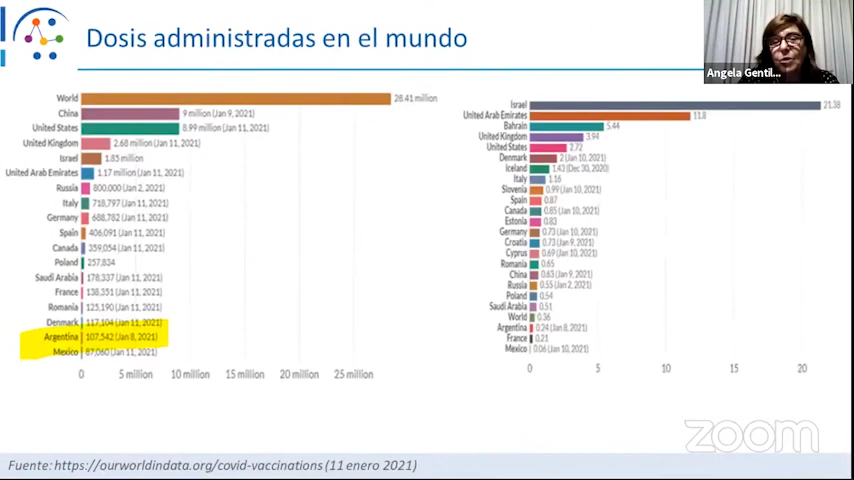 Dosis administradas en el mundo
Angela Gentil...
World 28.41 million
China 9 million (Jan 9, 2021)
United States 8.99 million (Jan 11, 2021)
United Kingdom 2.68 million (Jan 11, 2021)
Israel 1.85 million
United Arab Emirates 1.17 million (Jan 11, 2021)
Russia 800,000 (Jan 2, 2021)
Italy 718,797 (Jan 11, 2021)
Germany 688,782 (Jan 11, 2021)
Spain 406,091 (Jan 11, 2021)
Canada 359,054 (Jan 11, 2021)
Poland 257,834
Saudi Arabia 178,337 (Jan 11, 2021)
France 138,351 (Jan 11, 2021)
Romania 125,190 (Jan 11, 2021)
Denmark 117,104 (Jan 11, 2021)
Argentina 107,542 (Jan 8, 2021)
Mexico 87,060 (Jan 11, 2021)
0 5 million 10 million 15 million 20 million 25 million
Israel 21.38
United Arab Emirates 11.8
Bahrain 5.44
United Kingdom 3.94
United States 2.72
Denmark 2 (Jan 10, 2021)
Iceland 1.43 (Dec 30, 2020)
Italy 1.16
Slovenia 0.99 (Jan 10, 2021)
Spain 0.87
Canada 0.85 (Jan 10, 2021)
Estonia 0.83
Germany 0.73 (Jan 10, 2021)
Croatia 0.73 (Jan 9, 2021)
Cyprus 0.69 (Jan 10, 2021)
Romania 0.65
China 0.63 (Jan 9, 2021)
Russia 0.55 (Jan 2, 2021)
Poland 0.54
Saudi Arabia 0.51
World 0.36
Argentina 0.24 (Jan 8, 2021)
France 0.21
Mexico 0.06 (Jan 10, 2021)
0 5 10 15 20
zoom
Fuente: https://ourworldindata.org/covid-vaccinations (11 enero 2021)